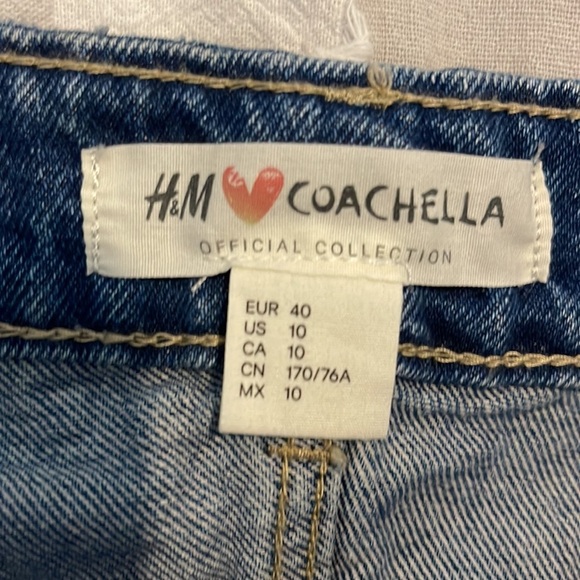 H&M COACHELLA
OFFICIAL COLLECTION
EUR 40
US 10
CA 10
CN 170/76A
MX 10